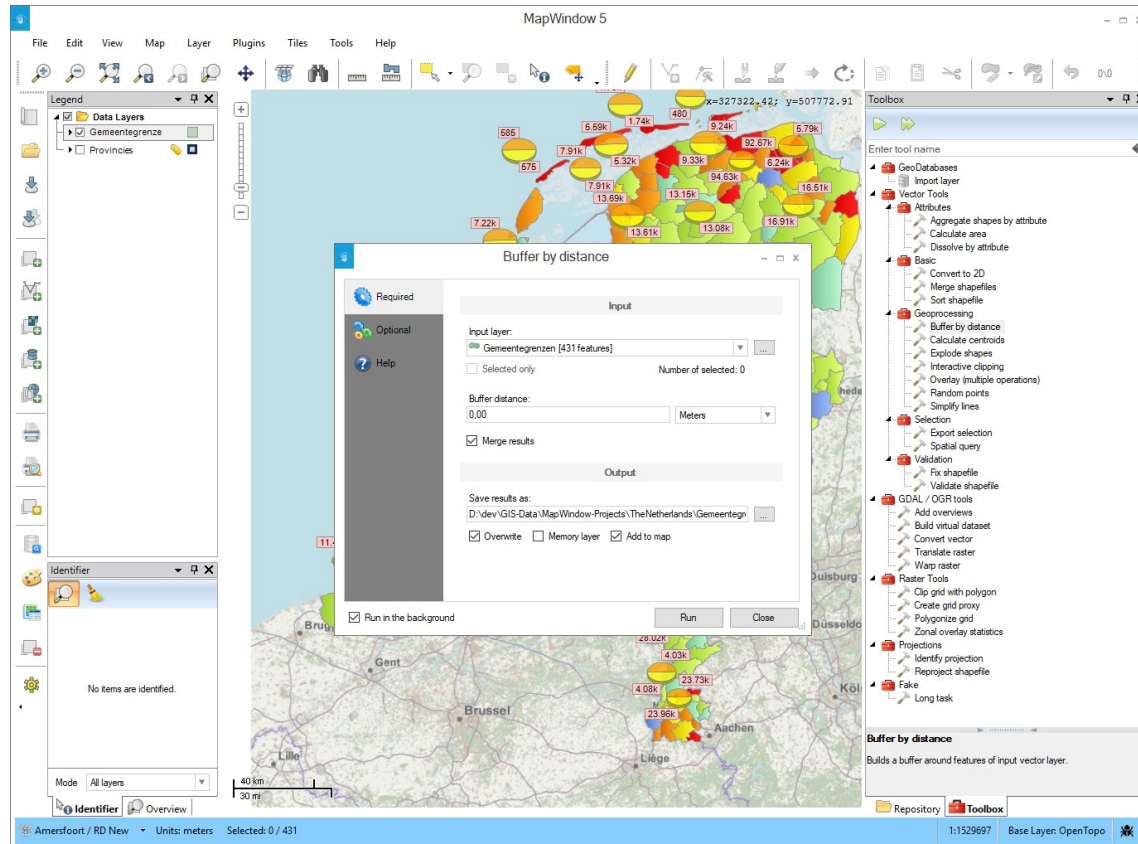 MapWindow 5
File Edit View Map Layer Plugins Tiles Tools Help
Legend
Data Layers
Gemeentegrenze
Provincies
x=327322.42; y=507772.91
585
5.59k
1.74k
480
9.24k
5.79k
575
7.91k
5.32k
9.33k
92.67k
6.24k
7.91k
94.63k
16.51k
13.69k
13.15k
7.22k
13.61k
13.08k
16.91k
Buffer by distance
Required
Optional
Help
Input
Input layer:
Gemeentegrenzen [431 features]
...
Selected only
Number of selected: 0
Buffer distance:
0,00
Meters
Merge results
Output
Save results as:
D:\dev\GIS-Data\MapWindow-Projects\TheNetherlands\Gemeentegr
...
Overwrite
Memory layer
Add to map
Run in the background
Run
Close
11.4
Brug
Gent
Brussel
Lille
Liège
Aachen
Köl
Düsseldo
Duisburg
hede
28.02k
4.03k
23.73k
4.08k
23.96k
40 km
30 mi
Identifier
No items are identified.
Mode All layers
Identifier Overview
Toolbox
Enter tool name
GeoDatabases
Import layer
Vector Tools
Attributes
Aggregate shapes by attribute
Calculate area
Dissolve by attribute
Basic
Convert to 2D
Merge shapefiles
Sort shapefile
Geoprocessing
Buffer by distance
Calculate centroids
Explode shapes
Interactive clipping
Overlay (multiple operations)
Random points
Simplify lines
Selection
Export selection
Spatial query
Validation
Fix shapefile
Validate shapefile
GDAL / OGR tools
Add overviews
Build virtual dataset
Convert vector
Translate raster
Warp raster
Raster Tools
Clip grid with polygon
Create grid proxy
Polygonize grid
Zonal overlay statistics
Projections
Identify projection
Reproject shapefile
Fake
Long task
Buffer by distance
Builds a buffer around features of input vector layer.
Repository Toolbox
Amersfoort / RD New Units: meters Selected: 0 / 431
1:1529697 Base Layer: OpenTopo